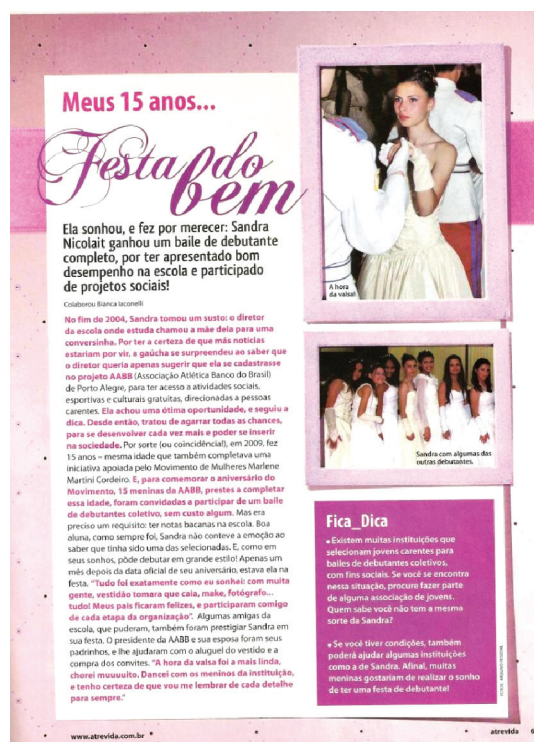 Meus 15 anos...
Festa do
bem
Ela sonhou, e fez por merecer: Sandra
Nicolait ganhou um baile de debutante
completo, por ter apresentado bom
desempenho na escola e participado
de projetos sociais!
Colaborou Bianca Iaconelli
No fim de 2004, Sandra tomou um susto: o diretor
da escola onde estuda chamou a mãe dela para uma
conversinha. Por ter a certeza de que más notícias
estariam por vir, a gaúcha se surpreendeu ao saber que
o diretor queria apenas sugerir que ela se cadastrasse
no projeto AABB (Associação Atlética Banco do Brasil)
de Porto Alegre, para ter acesso a atividades sociais,
esportivas e culturais gratuitas, direcionadas a pessoas
carentes. Ela achou uma ótima oportunidade, e seguiu a
dica. Desde então, tratou de agarrar todas as chances,
para se desenvolver cada vez mais e poder se inserir
na sociedade. Por sorte (ou coincidência!), em 2009, fez
15 anos – mesma idade que também completava uma
iniciativa apoiada pelo Movimento de Mulheres Marlene
Martini Cordeiro. E, para comemorar o aniversário do
Movimento, 15 meninas da AABB, prestes a completar
essa idade, foram convidadas a participar de um baile
de debutantes coletivo, sem custo algum. Mas era
preciso um requisito: ter notas bacanas na escola. Boa
aluna, como sempre foi, Sandra não conteve a emoção ao
saber que tinha sido uma das selecionadas. E, como em
seus sonhos, pôde debutar em grande estilo! Apenas um
mês depois da data oficial de seu aniversário, estava ela na
festa. "Tudo foi exatamente como eu sonhei: com muita
gente, vestidão tomara que caia, make, fotógrafo...
tudo! Meus pais ficaram felizes, e participaram comigo
de cada etapa da organização". Algumas amigas da
escola, que puderam, também foram prestigiar Sandra em
sua festa. O presidente da AABB e sua esposa foram seus
padrinhos, e lhe ajudaram com o aluguel do vestido e a
compra dos convites. "A hora da valsa foi a mais linda,
chorei muuuuito. Dancei com os meninos da instituição,
e tenho certeza de que vou me lembrar de cada detalhe
para sempre."
A hora
da valsa!
Sandra com algumas das
outras debutantes.
Fica_Dica
• Existem muitas instituições que
selecionam jovens carentes para
bailes de debutantes coletivos,
com fins sociais. Se você se encontra
nessa situação, procure fazer parte
de alguma associação de jovens.
Quem sabe você não tem a mesma
sorte da Sandra?
• Se você tiver condições, também
poderá ajudar algumas instituições
como a de Sandra. Afinal, muitas
meninas gostariam de realizar o sonho
de ter uma festa de debutante!
FOTOS: ARQUIVO PESSOAL
www.atrevida.com.br
atrevida 6